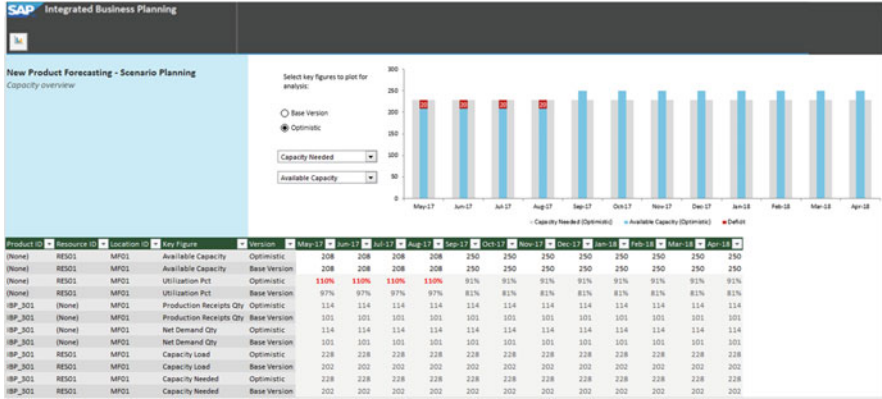 SAP Integrated Business Planning
New Product Forecasting - Scenario Planning
Capacity overview
Select key figures to plot for
analysis:
Base Version
Optimistic
Capacity Needed
Available Capacity
300
250
200
150
100
50
0
20 20 20 20
May-17 Jun-17 Jul-17 Aug-17 Sep-17 Oct-17 Nov-17 Dec-17 Jan-18 Feb-18 Mar-18 Apr-18
Capacity Needed (Optimistic) Available Capacity (Optimistic) Deficit
Product ID Resource ID Location ID Key Figure Version May-17 Jun-17 Jul-17 Aug-17 Sep-17 Oct-17 Nov-17 Dec-17 Jan-18 Feb-18 Mar-18 Apr-18
(None) RES01 MF01 Available Capacity Optimistic 208 208 208 208 250 250 250 250 250 250 250 250
(None) RES01 MF01 Available Capacity Base Version 208 208 208 208 250 250 250 250 250 250 250 250
(None) RES01 MF01 Utilization Pct Optimistic 110% 110% 110% 110% 91% 91% 91% 91% 91% 91% 91% 91%
(None) RES01 MF01 Utilization Pct Base Version 97% 97% 97% 97% 81% 81% 81% 81% 81% 81% 81% 81%
IBP_301 (None) MF01 Production Receipts Qty Optimistic 114 114 114 114 114 114 114 114 114 114 114 114
IBP_301 (None) MF01 Production Receipts Qty Base Version 101 101 101 101 101 101 101 101 101 101 101 101
IBP_301 (None) MF01 Net Demand Qty Optimistic 114 114 114 114 114 114 114 114 114 114 114 114
IBP_301 (None) MF01 Net Demand Qty Base Version 101 101 101 101 101 101 101 101 101 101 101 101
IBP_301 RES01 MF01 Capacity Load Optimistic 228 228 228 228 228 228 228 228 228 228 228 228
IBP_301 RES01 MF01 Capacity Load Base Version 202 202 202 202 202 202 202 202 202 202 202 202
IBP_301 RES01 MF01 Capacity Needed Optimistic 228 228 228 228 228 228 228 228 228 228 228 228
IBP_301 RES01 MF01 Capacity Needed Base Version 202 202 202 202 202 202 202 202 202 202 202 202